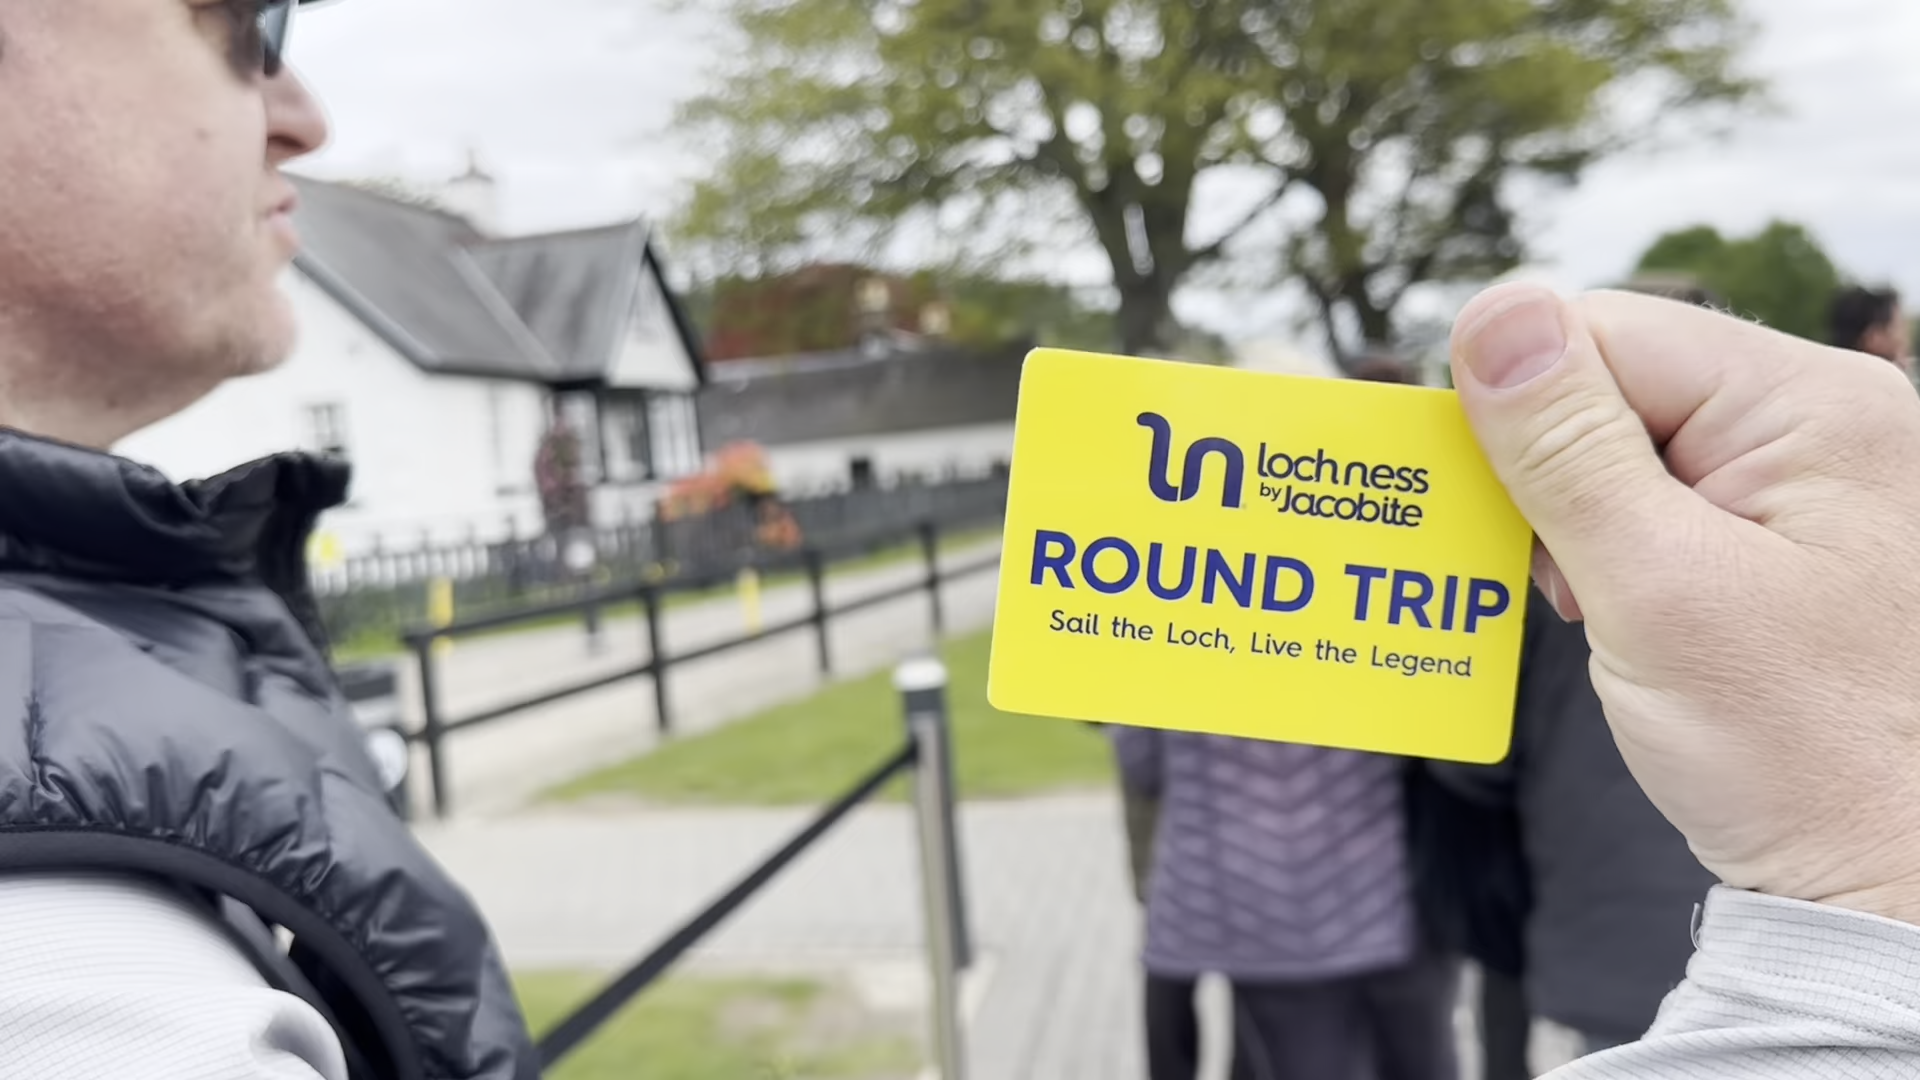 ln lochness
by Jacobite
ROUND TRIP
Sail the Loch, Live the Legend